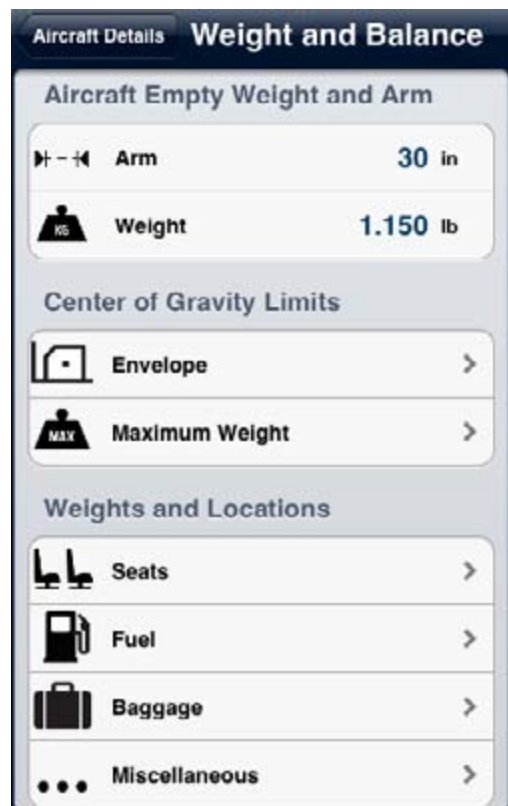 Aircraft Details Weight and Balance
Aircraft Empty Weight and Arm
Arm 30 in
KG Weight 1.150 lb
Center of Gravity Limits
Envelope
MAX Maximum Weight
Weights and Locations
Seats
Fuel
Baggage
Miscellaneous